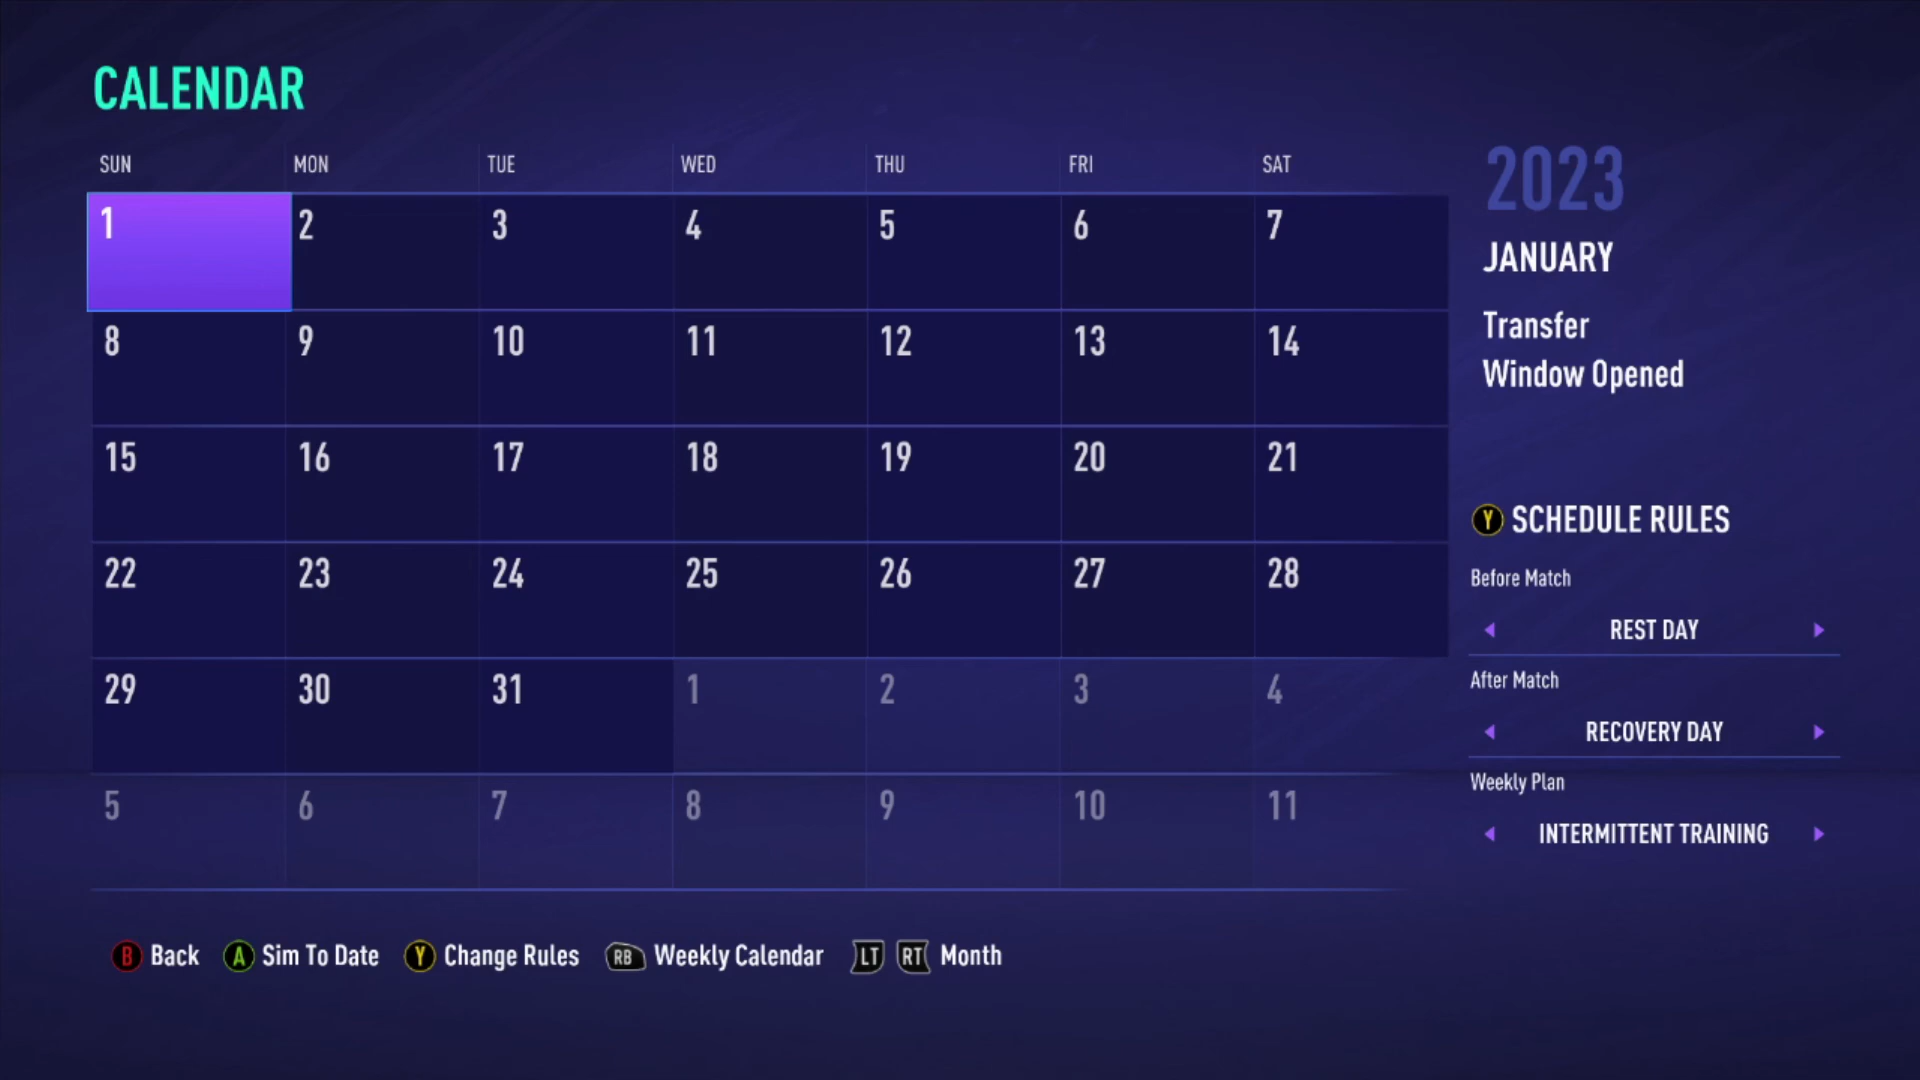 CALENDAR
SUN MON TUE WED THU FRI SAT
1 2 3 4 5 6 7
8 9 10 11 12 13 14
15 16 17 18 19 20 21
22 23 24 25 26 27 28
29 30 31 1 2 3 4
5 6 7 8 9 10 11
2023
JANUARY
Transfer
Window Opened
Y SCHEDULE RULES
Before Match
REST DAY
After Match
RECOVERY DAY
Weekly Plan
INTERMITTENT TRAINING
B Back A Sim To Date Y Change Rules RB Weekly Calendar LT RT Month